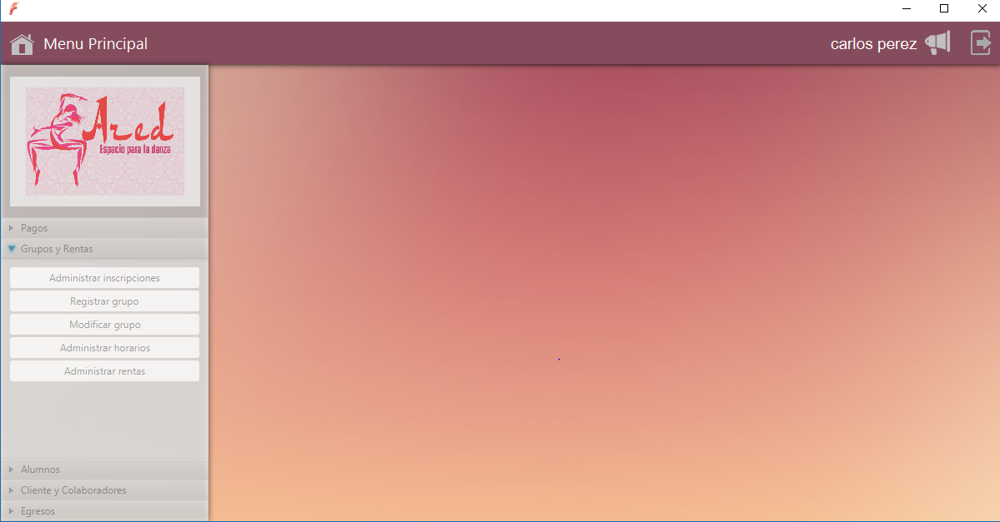 Menu Principal
carlos perez
Ared
Espacio para la danza
Pagos
Grupos y Rentas
Administrar inscripciones
Registrar grupo
Modificar grupo
Administrar horarios
Administrar rentas
Alumnos
Cliente y Colaboradores
Egresos